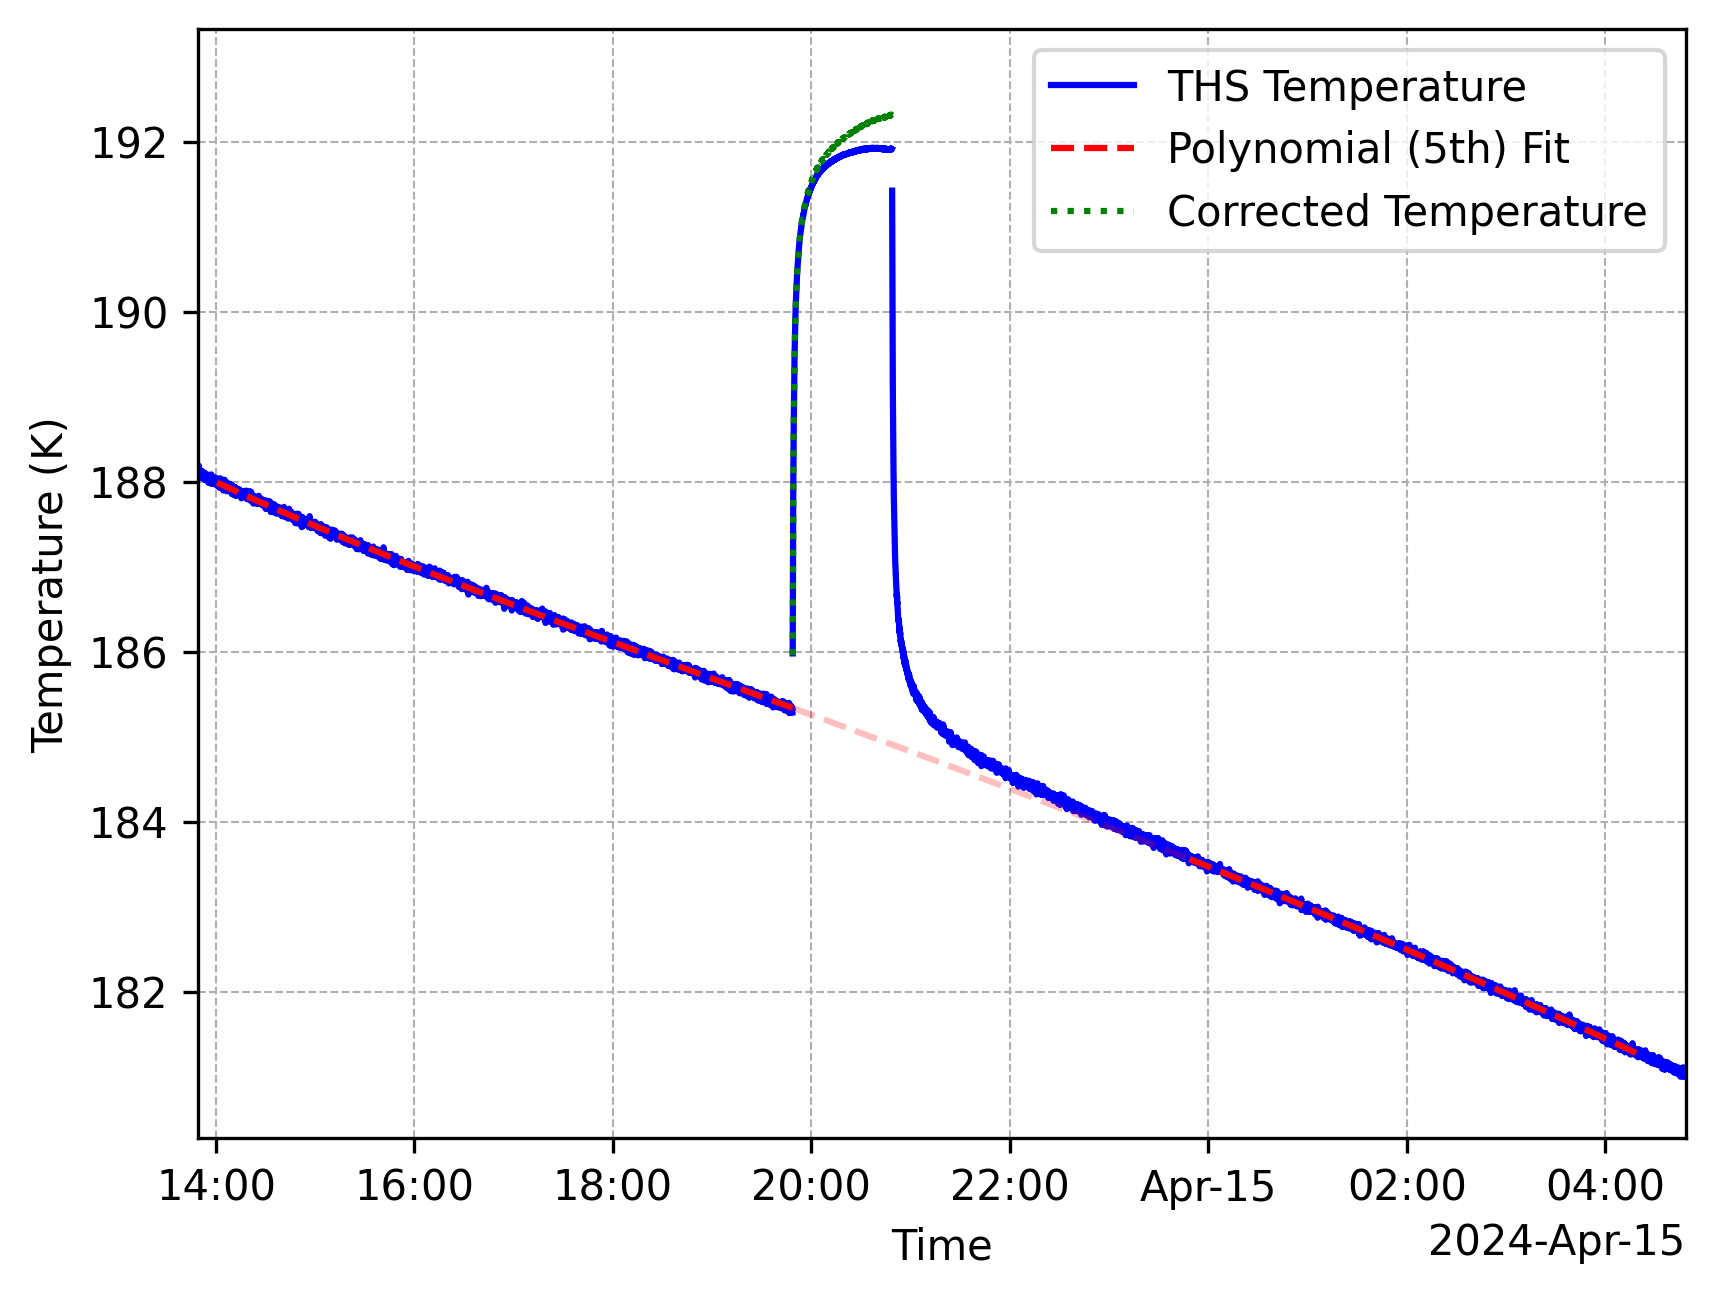 THS Temperature
Polynomial (5th) Fit
Corrected Temperature
Temperature (K)
192
190
188
186
184
182
14:00 16:00 18:00 20:00 22:00 Apr-15 02:00 04:00
Time
2024-Apr-15